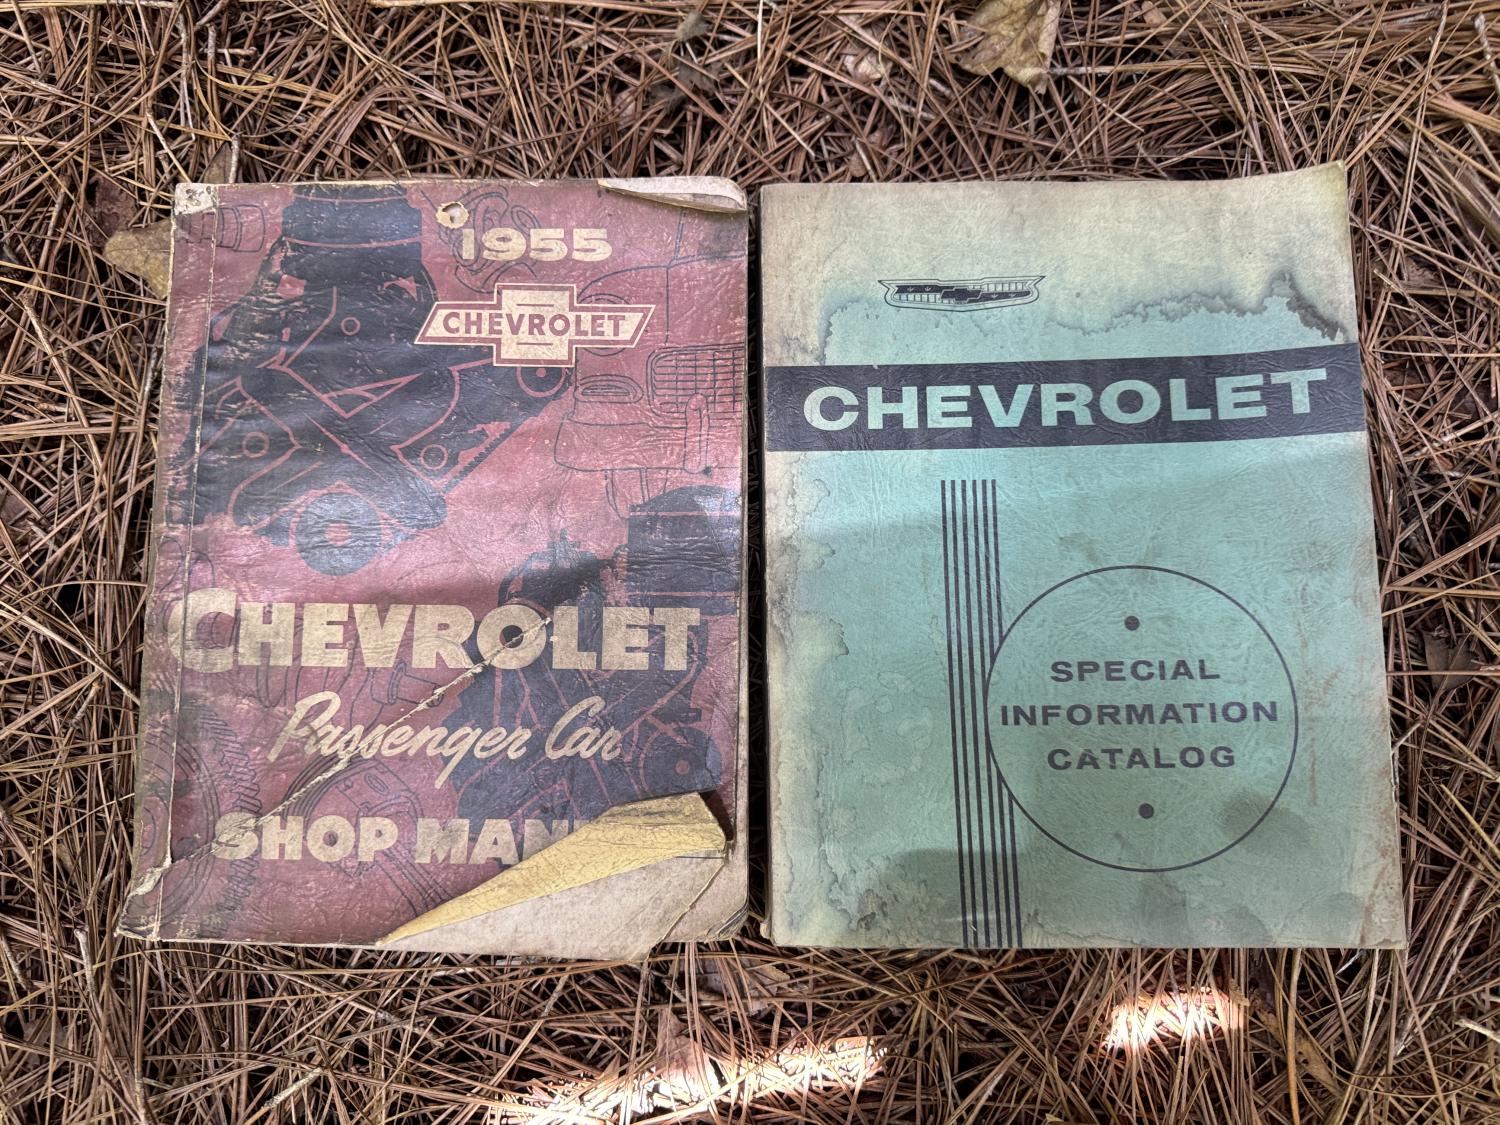 1955
CHEVROLET
CHEVROLET
Passenger Car
SHOP MAN
CHEVROLET
SPECIAL
INFORMATION
CATALOG